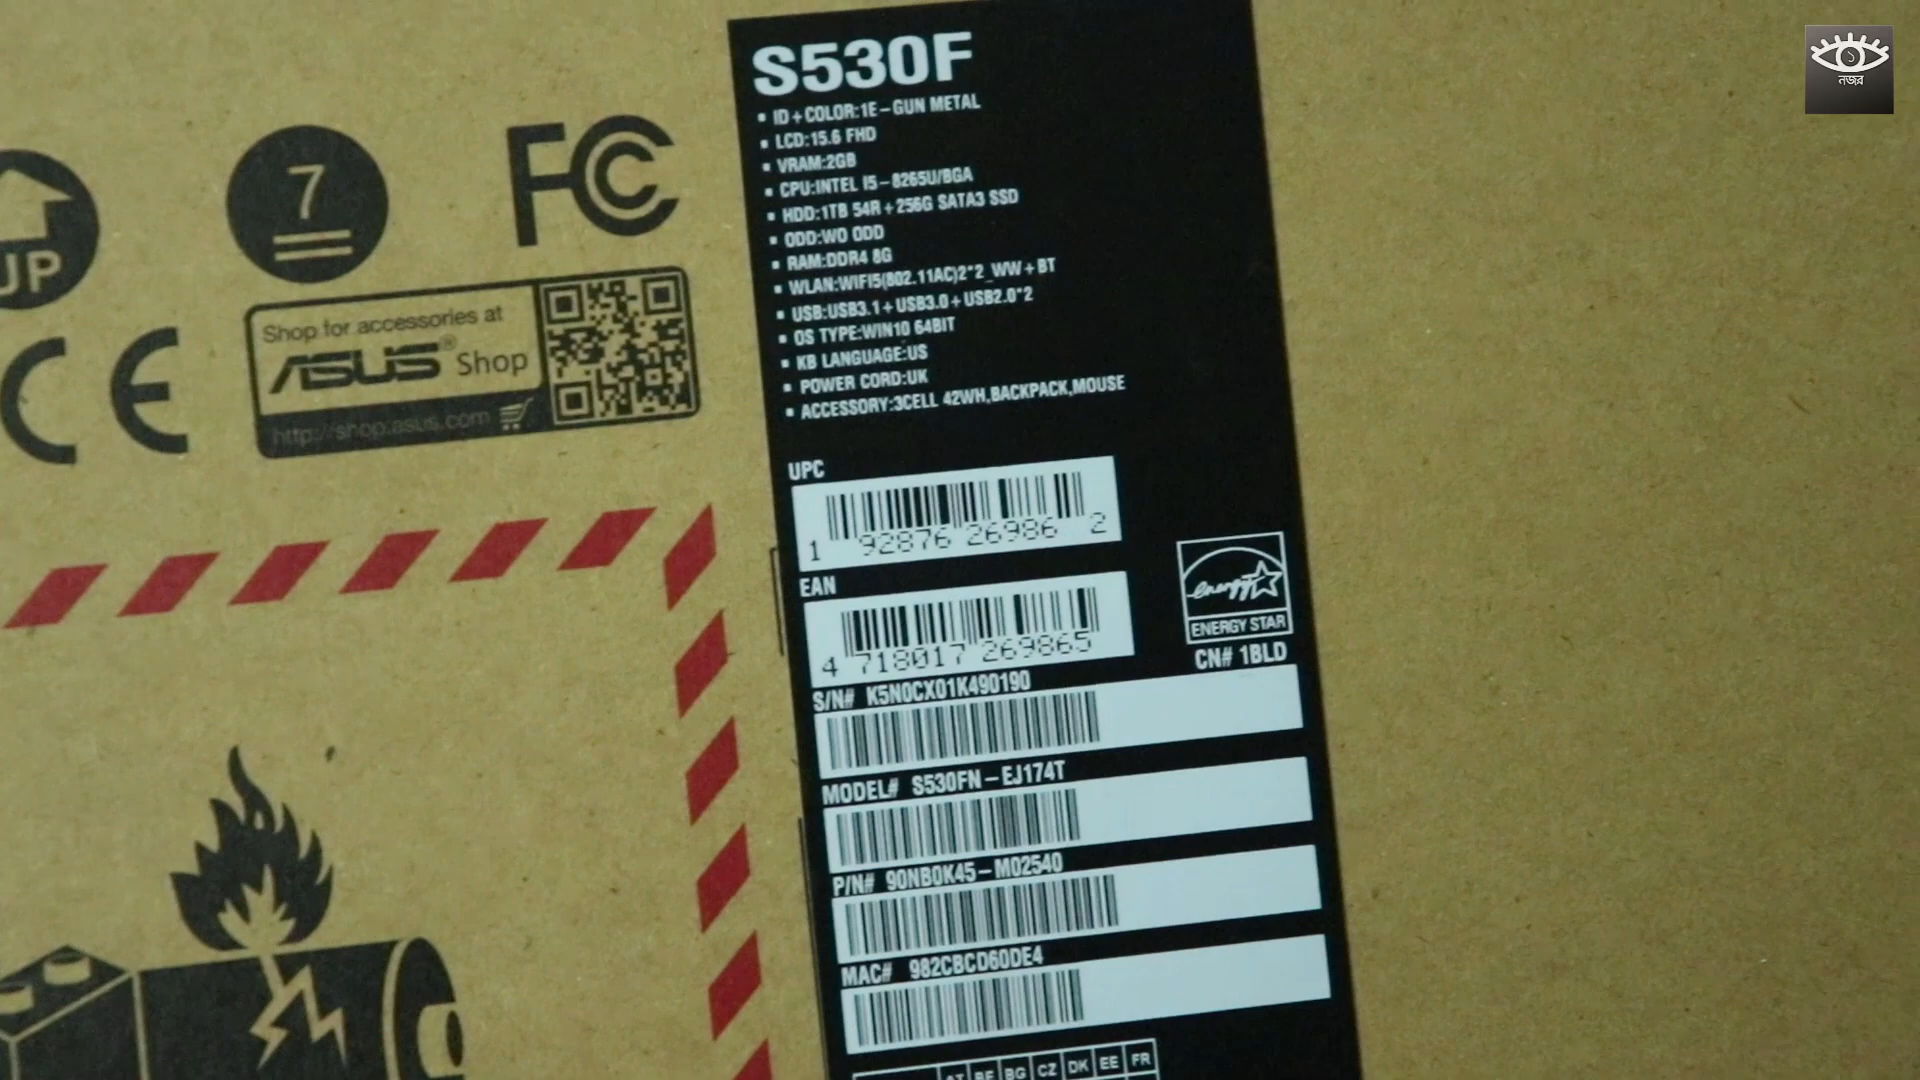 S530F
ID+COLOR:1E-GUN METAL
LCD:15.6 FHD
VRAM:2GB
CPU:INTEL I5-8265U/BGA
HDD:1TB 54R+256G SATA3 SSD
ODD:WO ODD
RAM:DDR4 8G
WLAN:WIFI5(802.11AC)2*2_WW+BT
USB:USB3.1+USB3.0+USB2.0*2
OS TYPE:WIN10 64BIT
KB LANGUAGE:US
POWER CORD:UK
ACCESSORY:3CELL 42WH,BACKPACK,MOUSE
UPC
1 92876 26986 2
EAN
4 718017 269865
ENERGY STAR
CN# 1BLD
S/N# K5N0CX01K490190
MODEL# S530FN-EJ174T
P/N# 90NB0K45-M02540
MAC# 982CBCD60DE4
AT BE BG CZ DK EE FR
UP
7
FC
CE
Shop for accessories at
ASUS® Shop
http://shop.asus.com
energy
নজর